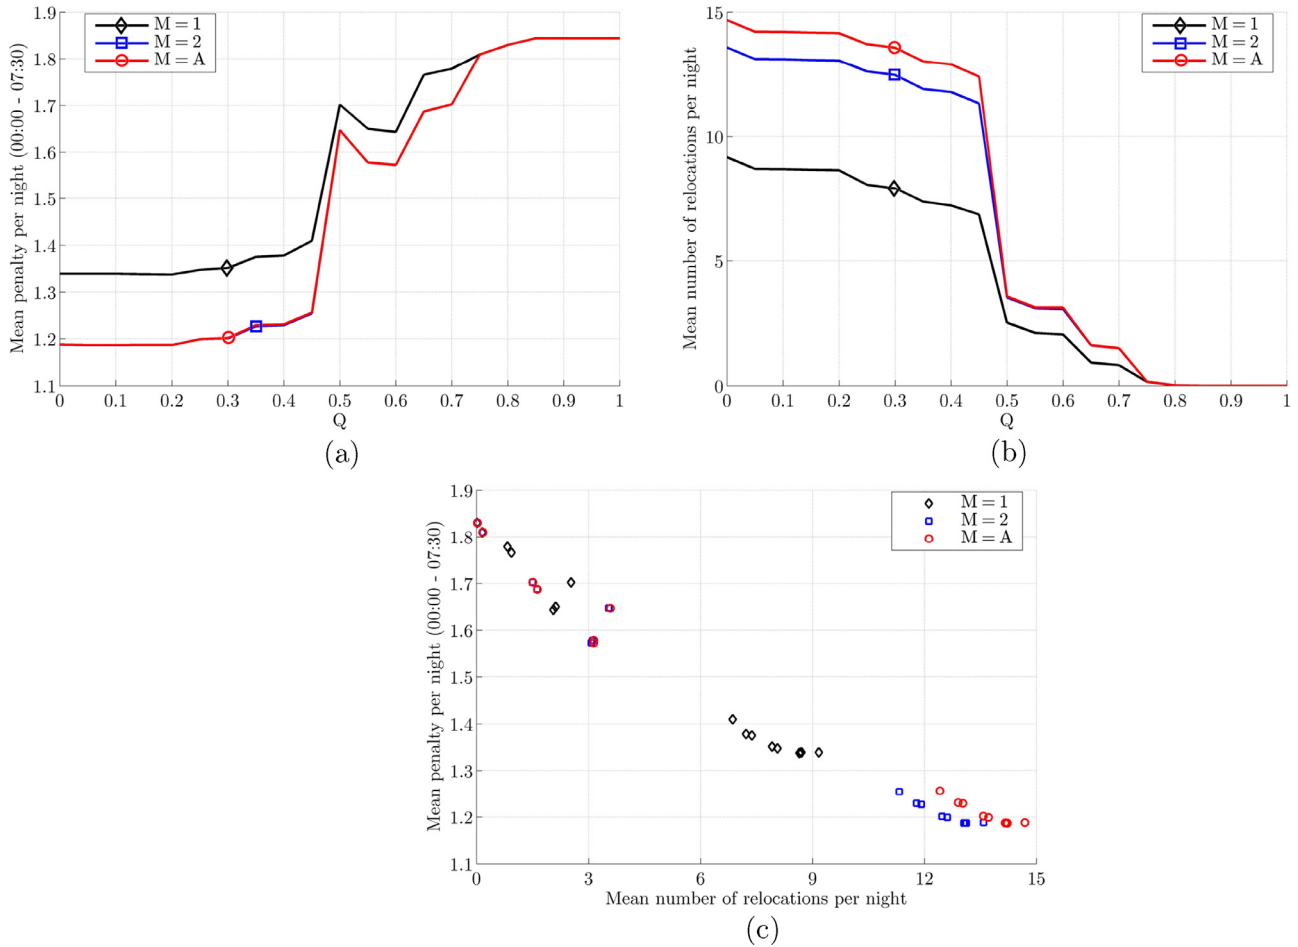 Mean penalty per night (00:00 - 07:30)
1.9
1.8
1.7
1.6
1.5
1.4
1.3
1.2
1.1
M = 1
M = 2
M = A
0 0.1 0.2 0.3 0.4 0.5 0.6 0.7 0.8 0.9 1
Q
(a)
Mean number of relocations per night
15
10
5
0
M = 1
M = 2
M = A
0 0.1 0.2 0.3 0.4 0.5 0.6 0.7 0.8 0.9 1
Q
(b)
Mean penalty per night (00:00 - 07:30)
1.9
1.8
1.7
1.6
1.5
1.4
1.3
1.2
1.1
M = 1
M = 2
M = A
0 3 6 9 12 15
Mean number of relocations per night
(c)